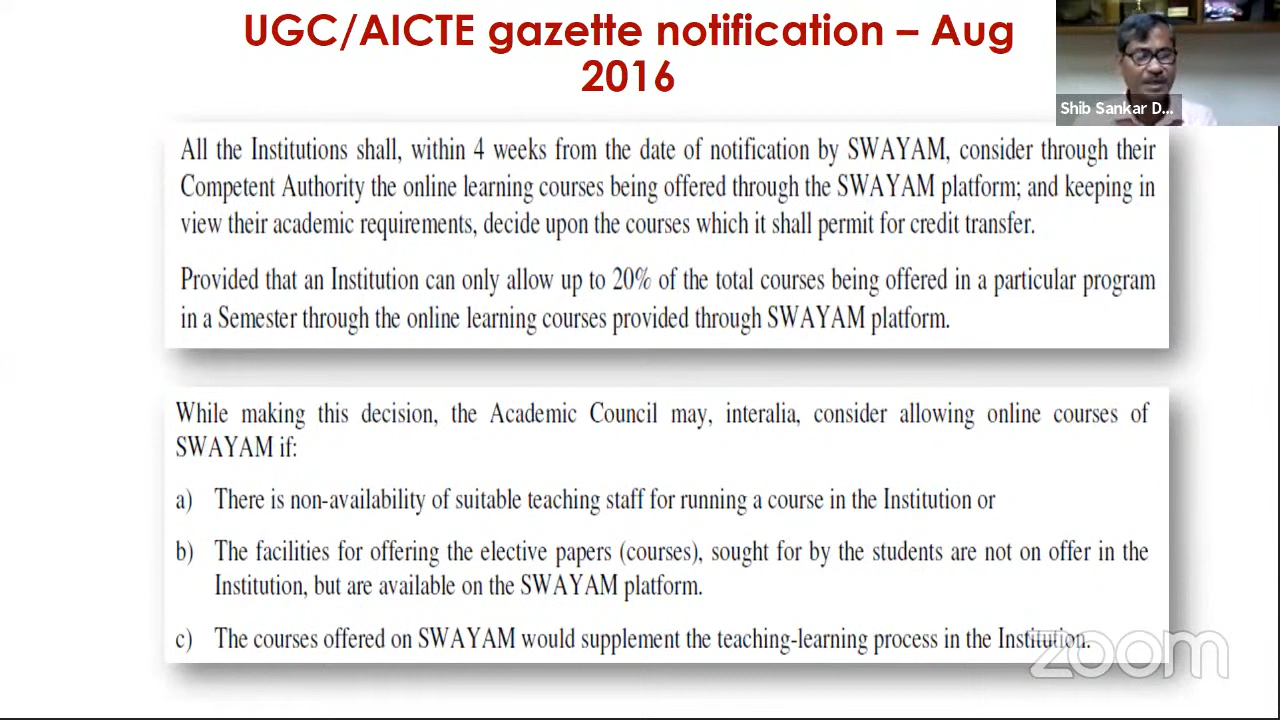 UGC/AICTE gazette notification – Aug
2016
Shib Sankar D...
All the Institutions shall, within 4 weeks from the date of notification by SWAYAM, consider through their
Competent Authority the online learning courses being offered through the SWAYAM platform; and keeping in
view their academic requirements, decide upon the courses which it shall permit for credit transfer.
Provided that an Institution can only allow up to 20% of the total courses being offered in a particular program
in a Semester through the online learning courses provided through SWAYAM platform.
While making this decision, the Academic Council may, interalia, consider allowing online courses of
SWAYAM if:
a) There is non-availability of suitable teaching staff for running a course in the Institution or
b) The facilities for offering the elective papers (courses), sought for by the students are not on offer in the
Institution, but are available on the SWAYAM platform.
c) The courses offered on SWAYAM would supplement the teaching-learning process in the Institution.
zoom